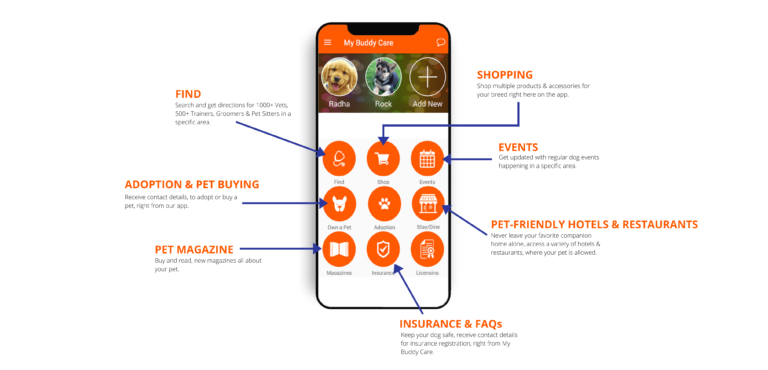 My Buddy Care
Radha
Rock
Add New
FIND
Search and get directions for 1000+ Vets,
500+ Trainers, Groomers & Pet Sitters in a
specific area.
SHOPPING
Shop multiple products & accessories for
your breed right here on the app.
EVENTS
Get updated with regular dog events
happening in a specific area.
ADOPTION & PET BUYING
Receive contact details, to adopt or buy a
pet, right from our app.
PET-FRIENDLY HOTELS & RESTAURANTS
Never leave your favorite companion
home alone, access a variety of hotels &
restaurants, where your pet is allowed.
PET MAGAZINE
Buy and read, new magazines all about
your pet.
INSURANCE & FAQs
Keep your dog safe, receive contact details
for insurance registration, right from My
Buddy Care.
Find
Shop
Events
Own a Pet
Adoption
Stay/Dine
Magazines
Insurance